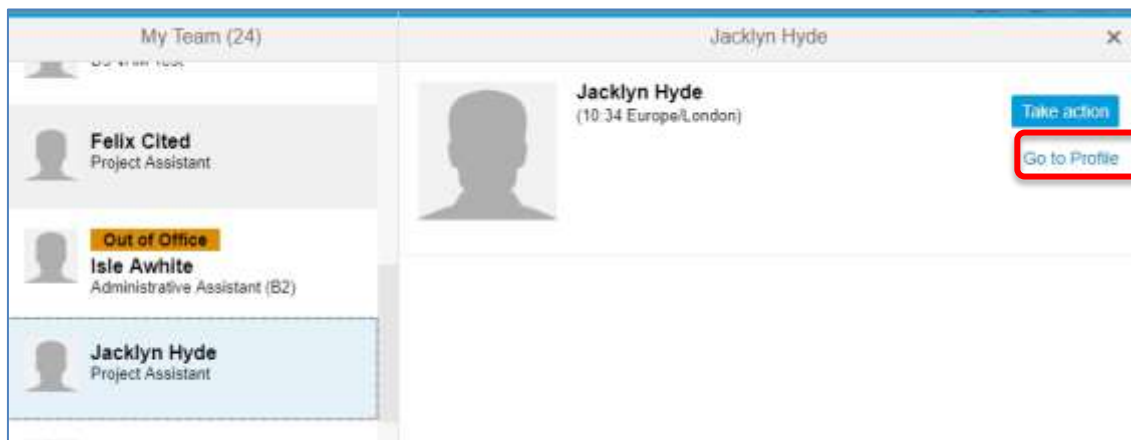 My Team (24)
Felix Cited
Project Assistant
Out of Office
Isle Awhite
Administrative Assistant (B2)
Jacklyn Hyde
Project Assistant
Jacklyn Hyde
Jacklyn Hyde
(10:34 Europe/London)
Take action
Go to Profile